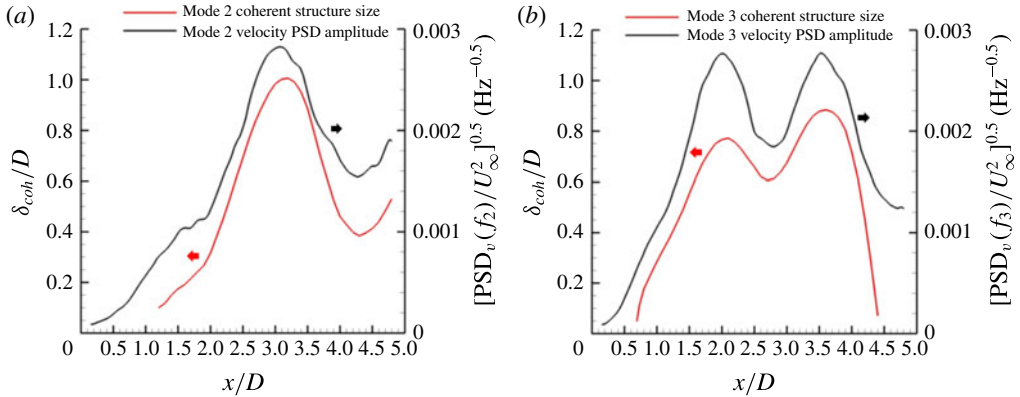 (a)
Mode 2 coherent structure size
Mode 2 velocity PSD amplitude
1.2
1.0
0.8
0.6
0.4
0.2
0
δcoh/D
0.003
0.002
0.001
0
[PSDv (f2)/U∞²]^0.5 (Hz^−0.5)
0.5 1.0 1.5 2.0 2.5 3.0 3.5 4.0 4.5 5.0
x/D
(b)
Mode 3 coherent structure size
Mode 3 velocity PSD amplitude
1.2
1.0
0.8
0.6
0.4
0.2
0
δcoh/D
0.003
0.002
0.001
0
[PSDv (f3)/U∞²]^0.5 (Hz^−0.5)
0.5 1.0 1.5 2.0 2.5 3.0 3.5 4.0 4.5 5.0
x/D